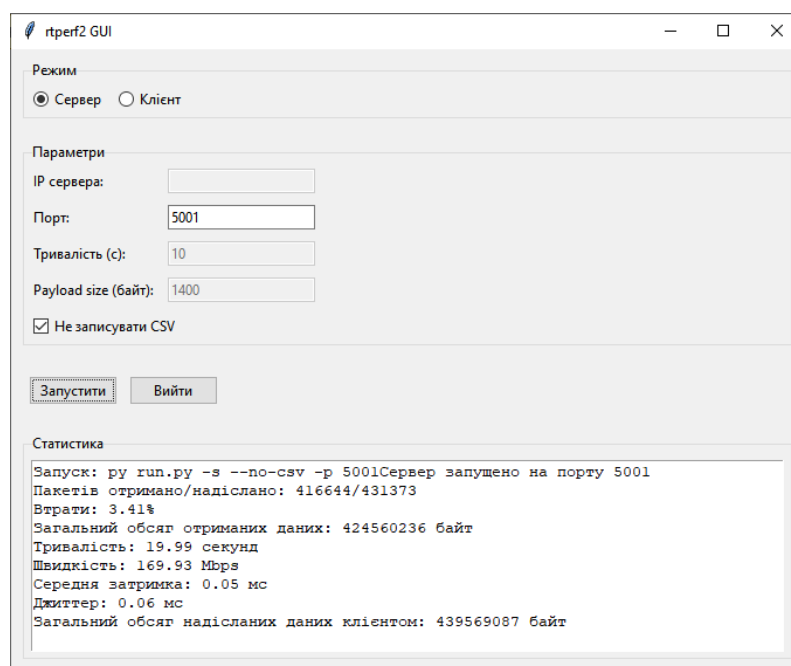 rtperf2 GUI
Режим
Сервер Клієнт
Параметри
IP сервера:
Порт: 5001
Тривалість (с): 10
Payload size (байт): 1400
Не записувати CSV
Запустити Вийти
Статистика
Запуск: py run.py -s --no-csv -p 5001Сервер запущено на порту 5001
Пакетів отримано/надіслано: 416644/431373
Втрати: 3.41%
Загальний обсяг отриманих даних: 424560236 байт
Тривалість: 19.99 секунд
Швидкість: 169.93 Mbps
Середня затримка: 0.05 мс
Джиттер: 0.06 мс
Загальний обсяг надісланих даних клієнтом: 439569087 байт